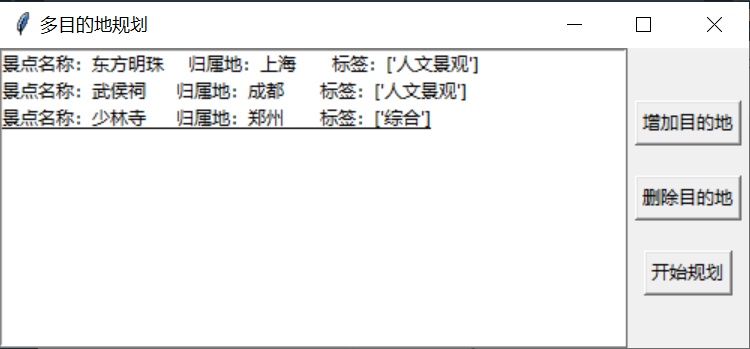 多目的地规划
景点名称：东方明珠 归属地：上海 标签：['人文景观']
景点名称：武侯祠 归属地：成都 标签：['人文景观']
景点名称：少林寺 归属地：郑州 标签：['综合']
增加目的地
删除目的地
开始规划